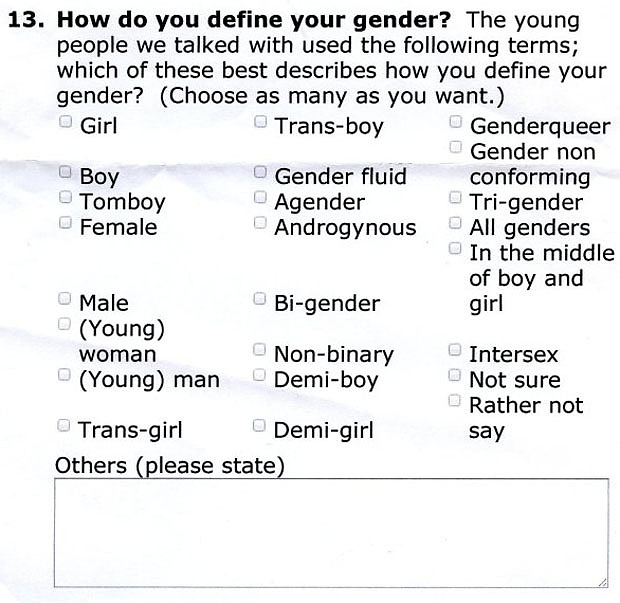 13. How do you define your gender? The young
people we talked with used the following terms;
which of these best describes how you define your
gender? (Choose as many as you want.)
Girl
Boy
Tomboy
Female
Male
(Young)
woman
(Young) man
Trans-girl
Trans-boy
Gender fluid
Agender
Androgynous
Bi-gender
Non-binary
Demi-boy
Demi-girl
Genderqueer
Gender non
conforming
Tri-gender
All genders
In the middle
of boy and
girl
Intersex
Not sure
Rather not
say
Others (please state)